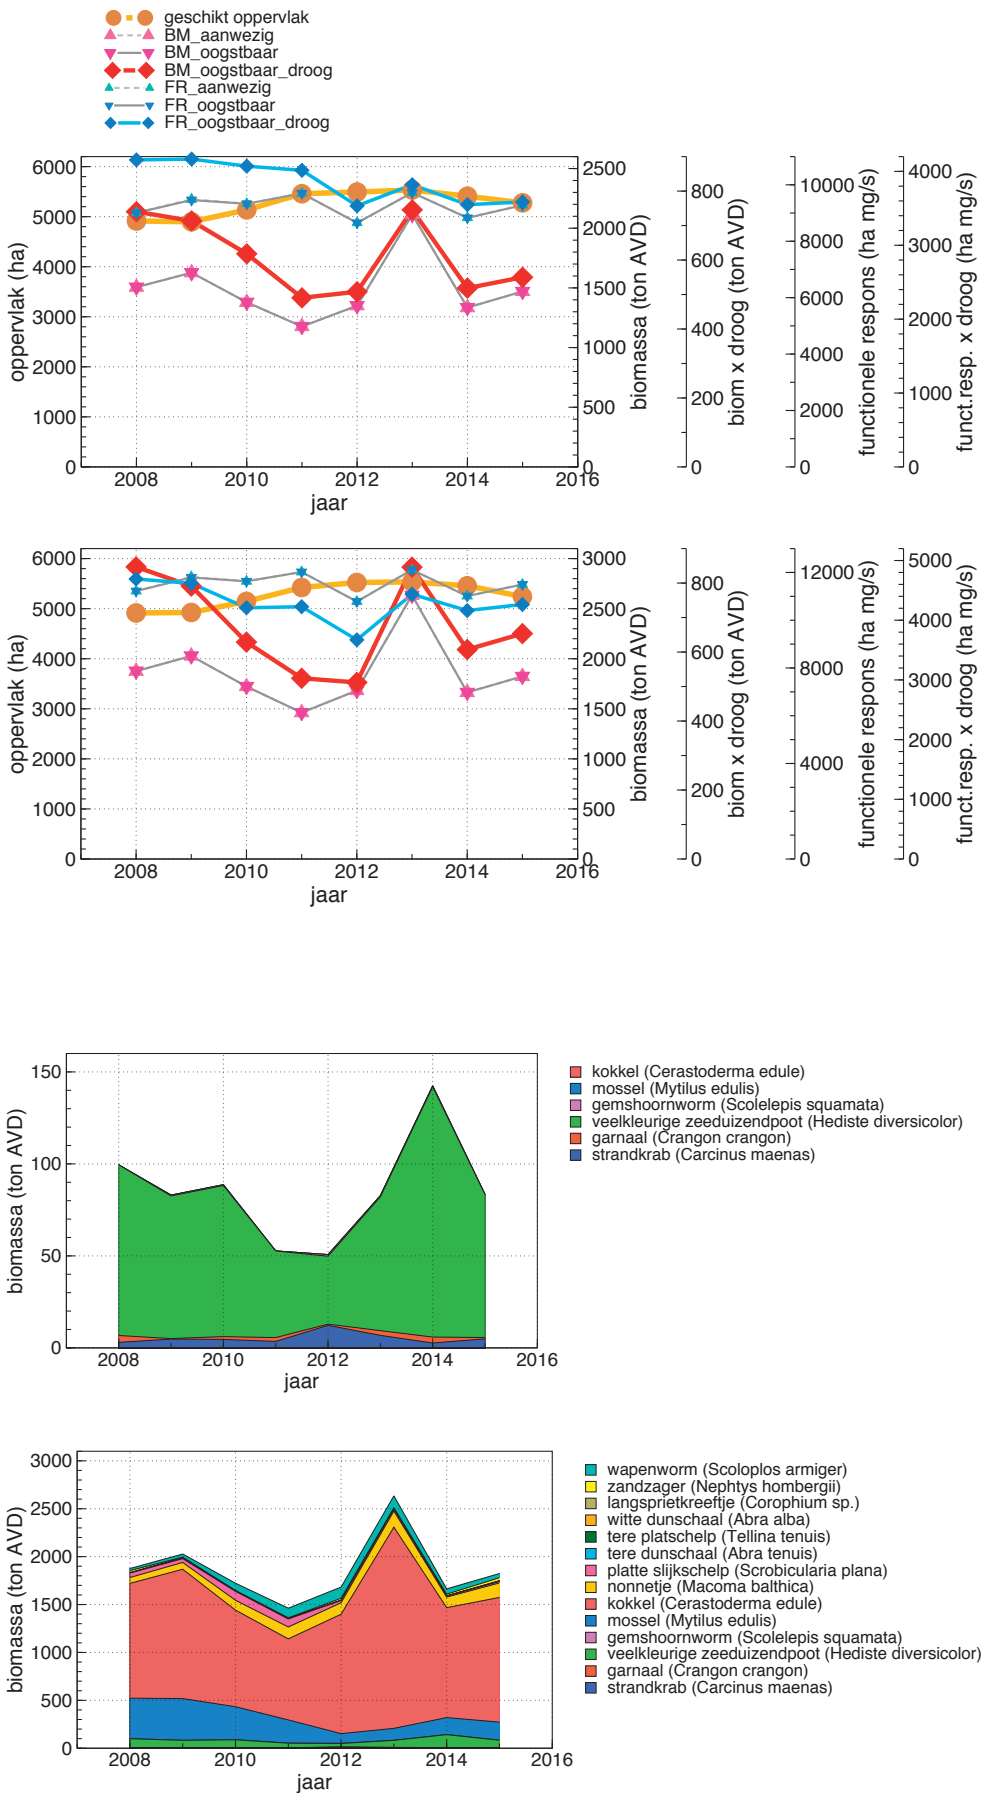 geschikt oppervlak
BM_aanwezig
BM_oogstbaar
BM_oogstbaar_droog
FR_aanwezig
FR_oogstbaar
FR_oogstbaar_droog
oppervlak (ha)
0
1000
2000
3000
4000
5000
6000
2008
2010
2012
2014
2016
jaar
biomassa (ton AVD)
0
500
1000
1500
2000
2500
biom x droog (ton AVD)
0
200
400
600
800
functionele respons (ha mg/s)
0
2000
4000
6000
8000
10000
funct.resp. x droog (ha mg/s)
0
1000
2000
3000
4000
oppervlak (ha)
0
1000
2000
3000
4000
5000
6000
2008
2010
2012
2014
2016
jaar
biomassa (ton AVD)
0
500
1000
1500
2000
2500
3000
biom x droog (ton AVD)
0
200
400
600
800
functionele respons (ha mg/s)
0
4000
8000
12000
funct.resp. x droog (ha mg/s)
0
1000
2000
3000
4000
5000
biomassa (ton AVD)
0
50
100
150
2008
2010
2012
2014
2016
jaar
kokkel (Cerastoderma edule)
mossel (Mytilus edulis)
gemshoornworm (Scolelepis squamata)
veelkleurige zeeduizendpoot (Hediste diversicolor)
garnaal (Crangon crangon)
strandkrab (Carcinus maenas)
biomassa (ton AVD)
0
500
1000
1500
2000
2500
3000
2008
2010
2012
2014
2016
jaar
wapenworm (Scoloplos armiger)
zandzager (Nephtys hombergii)
langsprietkreeftje (Corophium sp.)
witte dunschaal (Abra alba)
tere platschelp (Tellina tenuis)
tere dunschaal (Abra tenuis)
platte slijkschelp (Scrobicularia plana)
nonnetje (Macoma balthica)
kokkel (Cerastoderma edule)
mossel (Mytilus edulis)
gemshoornworm (Scolelepis squamata)
veelkleurige zeeduizendpoot (Hediste diversicolor)
garnaal (Crangon crangon)
strandkrab (Carcinus maenas)